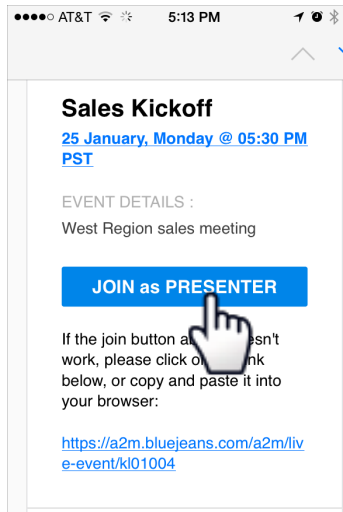 AT&T 5:13 PM
Sales Kickoff
25 January, Monday @ 05:30 PM
PST
EVENT DETAILS :
West Region sales meeting
JOIN as PRESENTER
If the join button a sn't
work, please click o nk
below, or copy and paste it into
your browser:
https://a2m.bluejeans.com/a2m/liv
e-event/kl01004